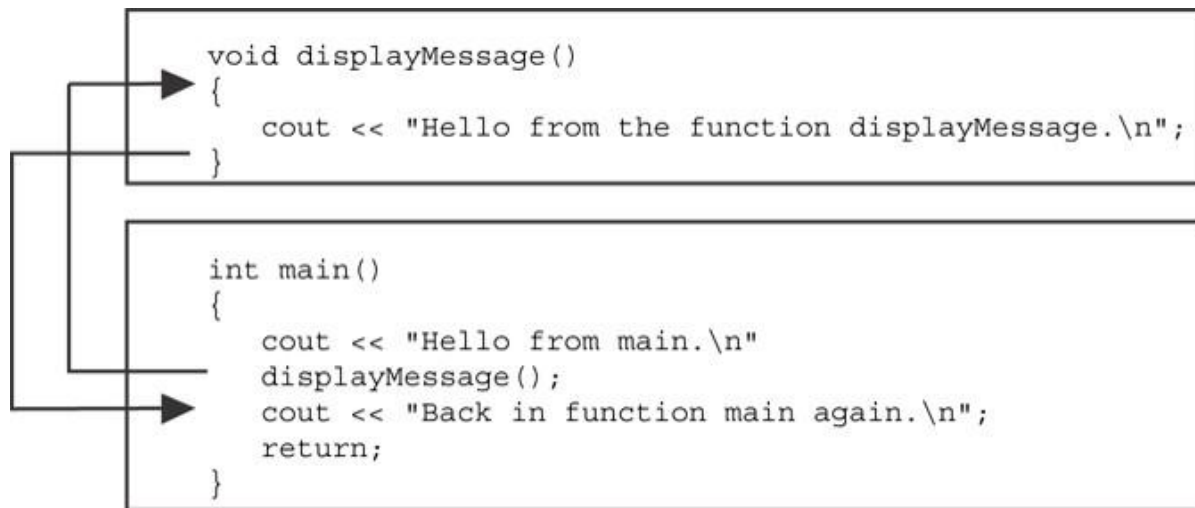 void displayMessage()
{
   cout << "Hello from the function displayMessage.\n";
}
int main()
{
   cout << "Hello from main.\n"
   displayMessage();
   cout << "Back in function main again.\n";
   return;
}